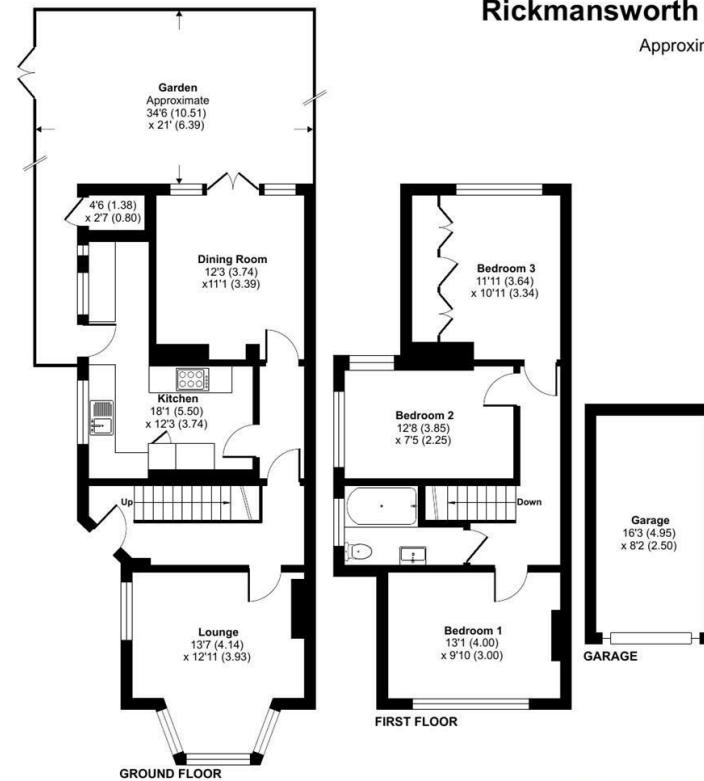 Rickmansworth
Approxim
Garden
Approximate
34'6 (10.51)
x 21' (6.39)
4'6 (1.38)
x 2'7 (0.80)
Dining Room
12'3 (3.74)
x11'1 (3.39)
Kitchen
18'1 (5.50)
x 12'3 (3.74)
Up
Lounge
13'7 (4.14)
x 12'11 (3.93)
GROUND FLOOR
Bedroom 3
11'11 (3.64)
x 10'11 (3.34)
Bedroom 2
12'8 (3.85)
x 7'5 (2.25)
Down
Bedroom 1
13'1 (4.00)
x 9'10 (3.00)
FIRST FLOOR
Garage
16'3 (4.95)
x 8'2 (2.50)
GARAGE